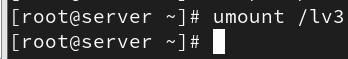 [root@server ~]# umount /lv3
[root@server ~]#